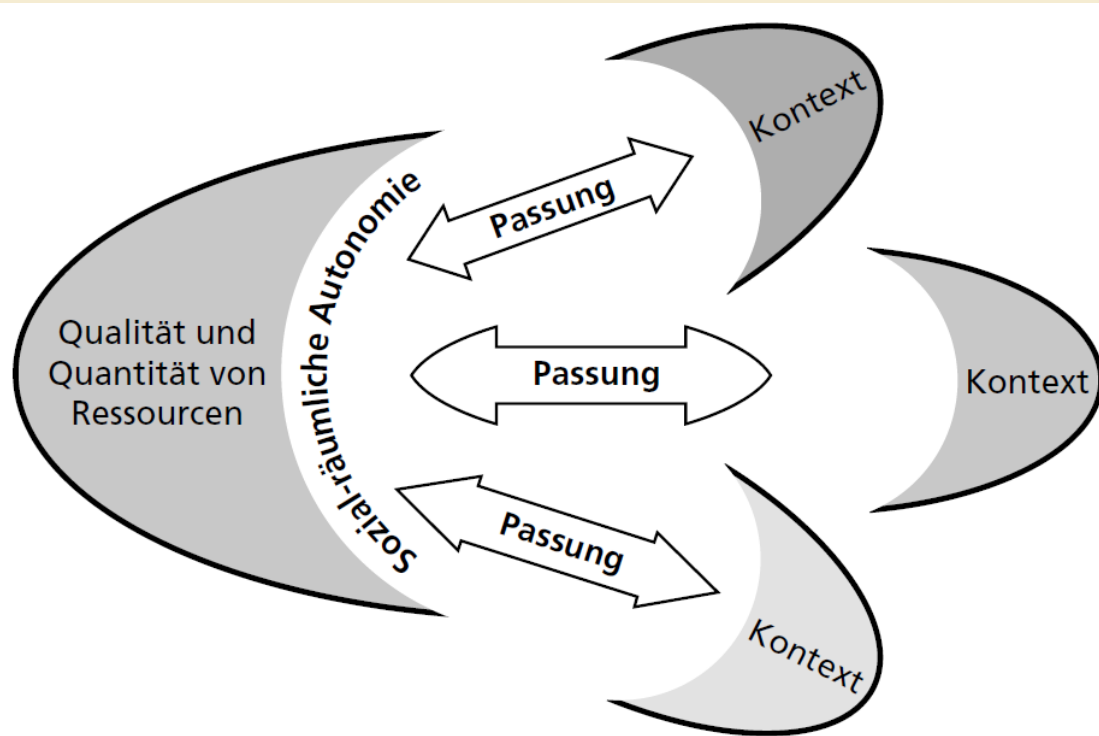 Qualität und
Quantität von
Ressourcen
Sozial-räumliche Autonomie
Passung
Kontext
Passung
Kontext
Passung
Kontext